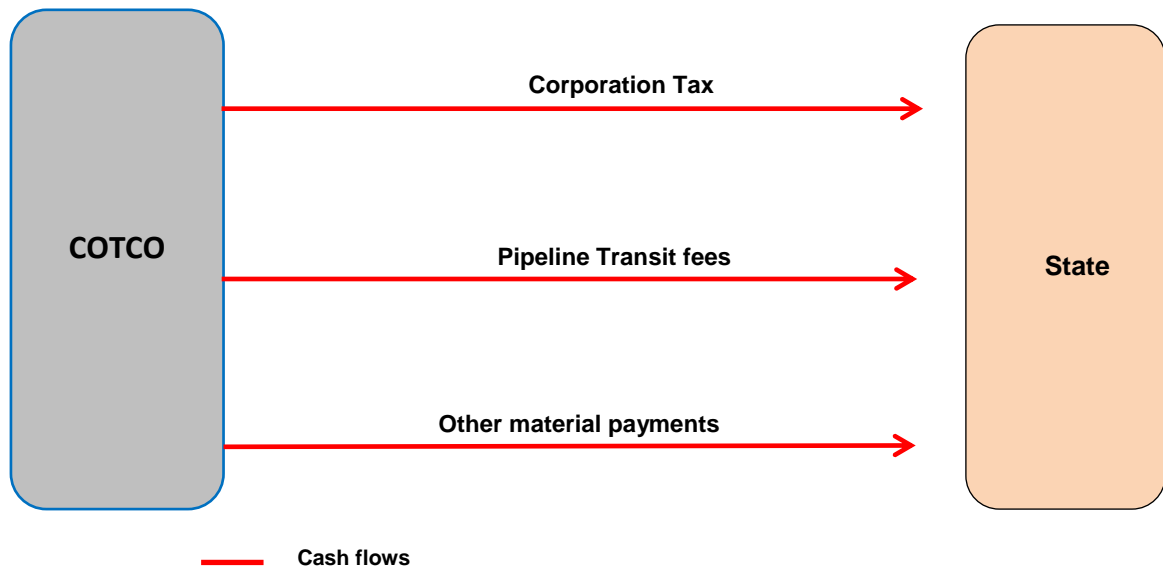 Corporation Tax
COTCO
Pipeline Transit fees
State
Other material payments
Cash flows